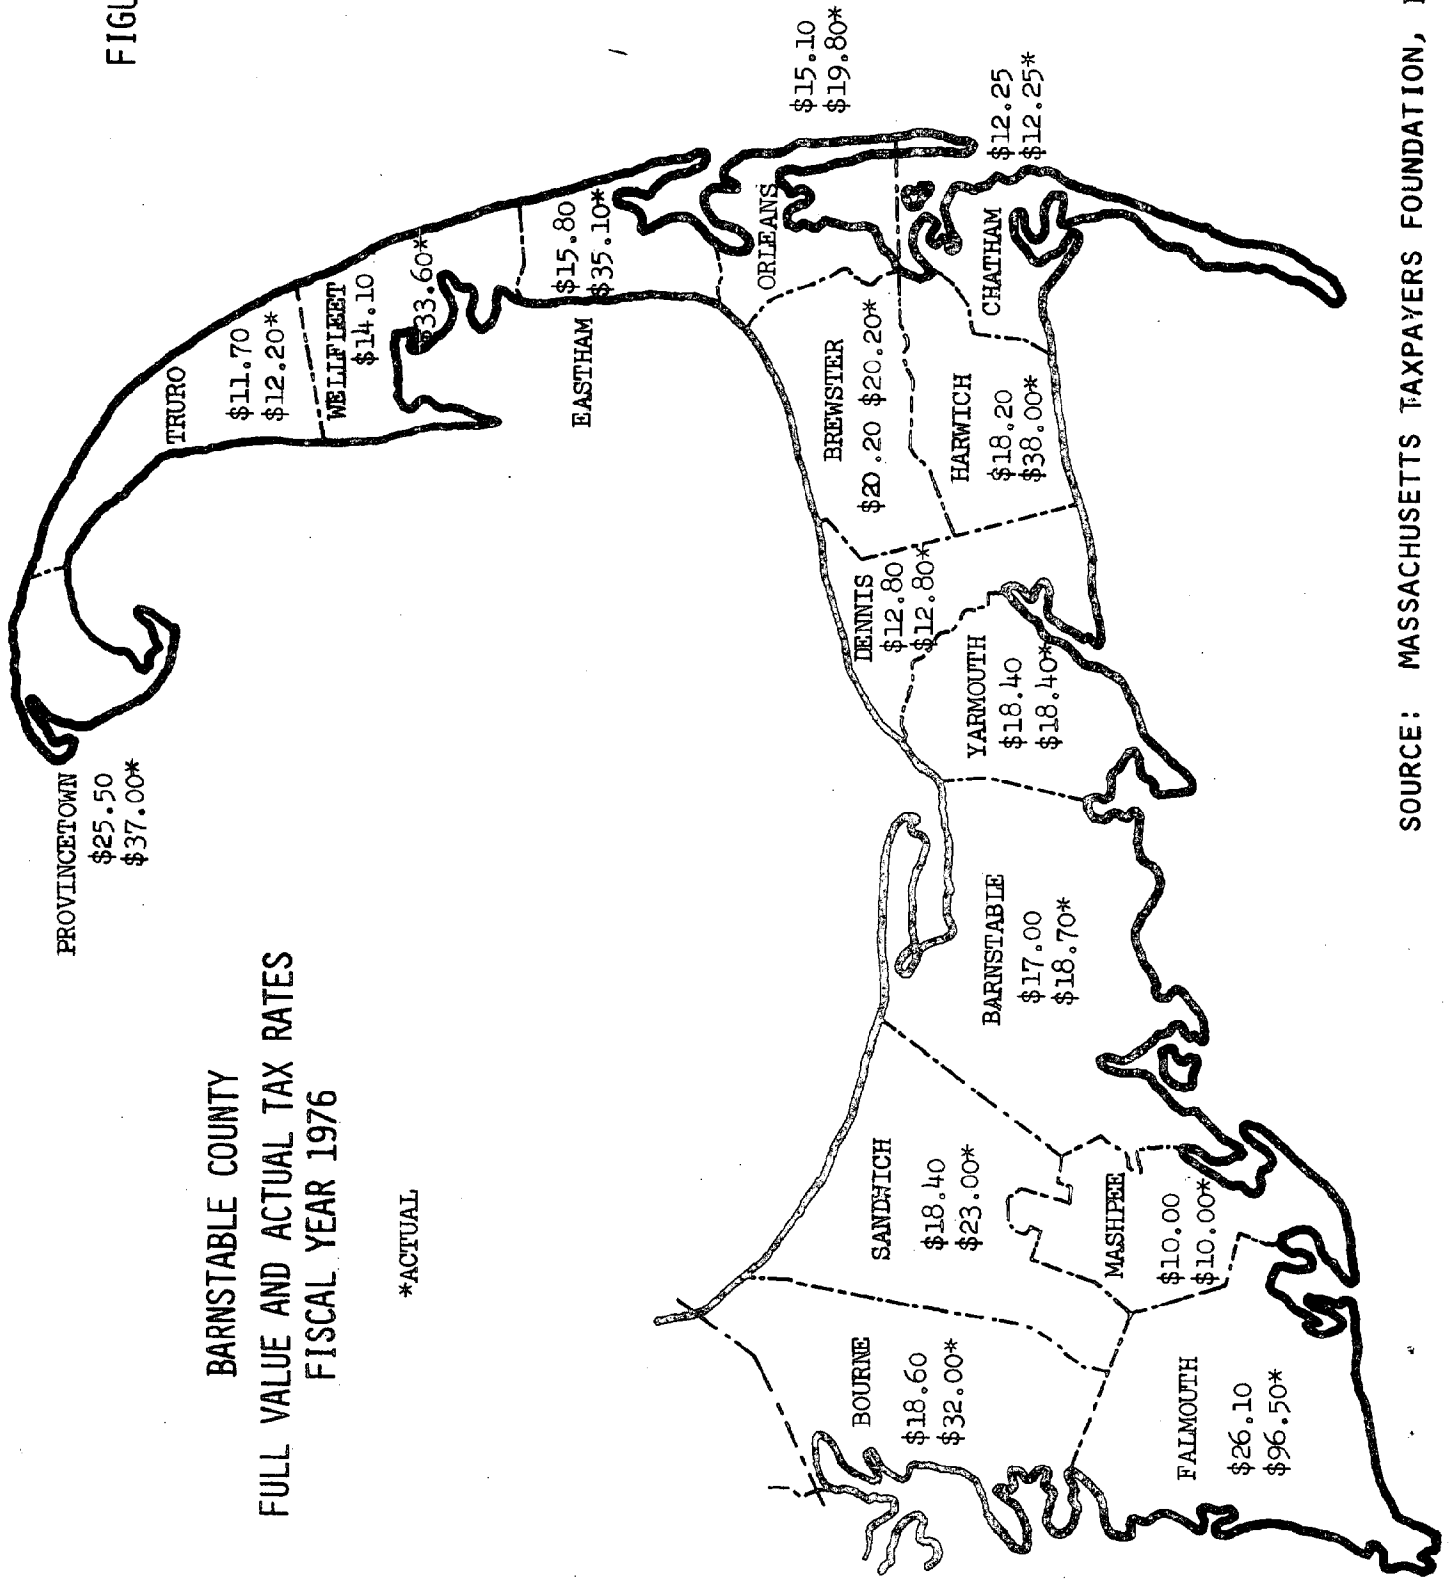 FIGU
BARNSTABLE COUNTY
FULL VALUE AND ACTUAL TAX RATES
FISCAL YEAR 1976
*ACTUAL
PROVINCETOWN
$25.50
$37.00*
TRURO
$11.70
$12.20*
WELLFLEET
$14.10
$33.60*
EASTHAM
$15.80
$35.10*
ORLEANS
$15.10
$19.80*
BREWSTER
$20.20 $20.20*
CHATHAM
$12.25
$12.25*
HARWICH
$18.20
$38.00*
DENNIS
$12.80
$12.80*
YARMOUTH
$18.40
$18.40*
BARNSTABLE
$17.00
$18.70*
SANDWICH
$18.40
$23.00*
MASHPEE
$10.00
$10.00*
BOURNE
$18.60
$32.00*
FALMOUTH
$26.10
$96.50*
SOURCE: MASSACHUSETTS TAXPAYERS FOUNDATION,